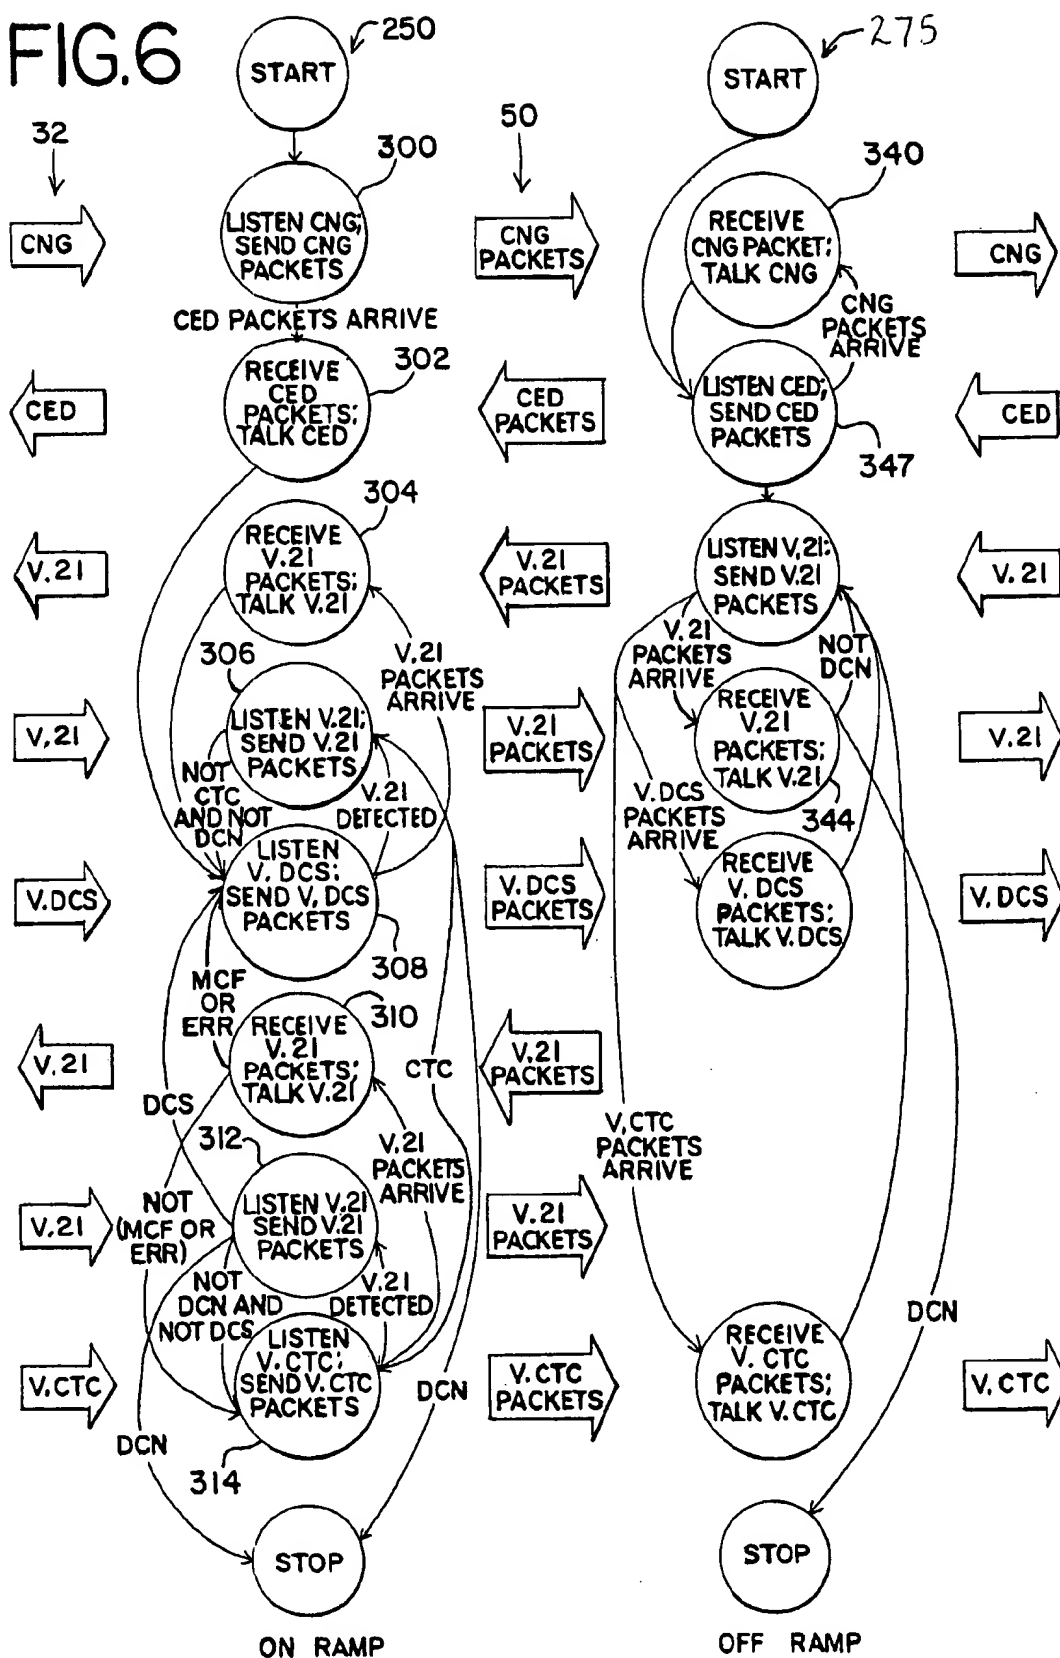 FIG.6
250
START
275
START
32
300
50
340
CNG
LISTEN CNG;
SEND CNG
PACKETS
CNG
PACKETS
RECEIVE
CNG PACKET;
TALK CNG
CNG
CED PACKETS ARRIVE
CNG
PACKETS
ARRIVE
302
CED
RECEIVE
CED
PACKETS;
TALK CED
CED
PACKETS
LISTEN CED;
SEND CED
PACKETS
CED
347
304
V.21
RECEIVE
V.21
PACKETS;
TALK V.21
V.21
PACKETS
LISTEN V.21;
SEND V.21
PACKETS
V.21
306
V.21
PACKETS
ARRIVE
V.21
PACKETS
ARRIVE
NOT
DCN
V.21
LISTEN V.21;
SEND V.21
PACKETS
V.21
PACKETS
RECEIVE
V.21
PACKETS;
TALK V.21
V.21
NOT
CTC
AND NOT
DCN
V.21
DETECTED
V.DCS
PACKETS
ARRIVE
344
V.DCS
LISTEN
V.DCS;
SEND V.DCS
PACKETS
V.DCS
PACKETS
RECEIVE
V.DCS
PACKETS;
TALK V.DCS
V.DCS
308
MCF
OR
ERR
310
V.21
RECEIVE
V.21
PACKETS;
TALK V.21
CTC
V.21
PACKETS
DCS
312
V.21
PACKETS
ARRIVE
V.CTC
PACKETS
ARRIVE
V.21
NOT
(MCF OR
ERR)
LISTEN V.21
SEND V.21
PACKETS
V.21
PACKETS
NOT
DCN AND
NOT DCS
V.21
DETECTED
DCN
V.CTC
LISTEN
V.CTC;
SEND V.CTC
PACKETS
DCN
V.CTC
PACKETS
RECEIVE
V.CTC
PACKETS;
TALK V.CTC
V.CTC
DCN
314
STOP
STOP
ON RAMP
OFF RAMP